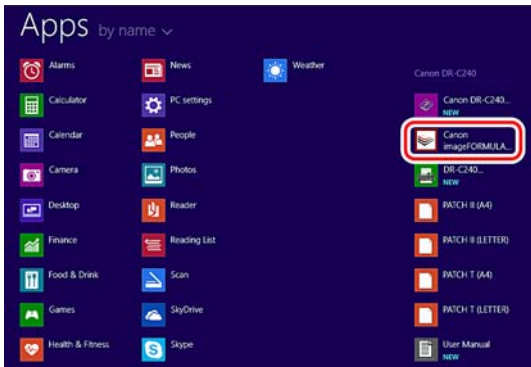 Apps by name
Alarms
Calculator
Calendar
Camera
Desktop
Finance
Food & Drink
Games
Health & Fitness
News
PC settings
People
Photos
Reader
Reading List
Scan
SkyDrive
Skype
Weather
Canon DR-C240
Canon DR-C240...
NEW
Canon
imageFORMULA...
DR-C240...
NEW
PATCH II (A4)
PATCH II (LETTER)
PATCH T (A4)
PATCH T (LETTER)
User Manual
NEW